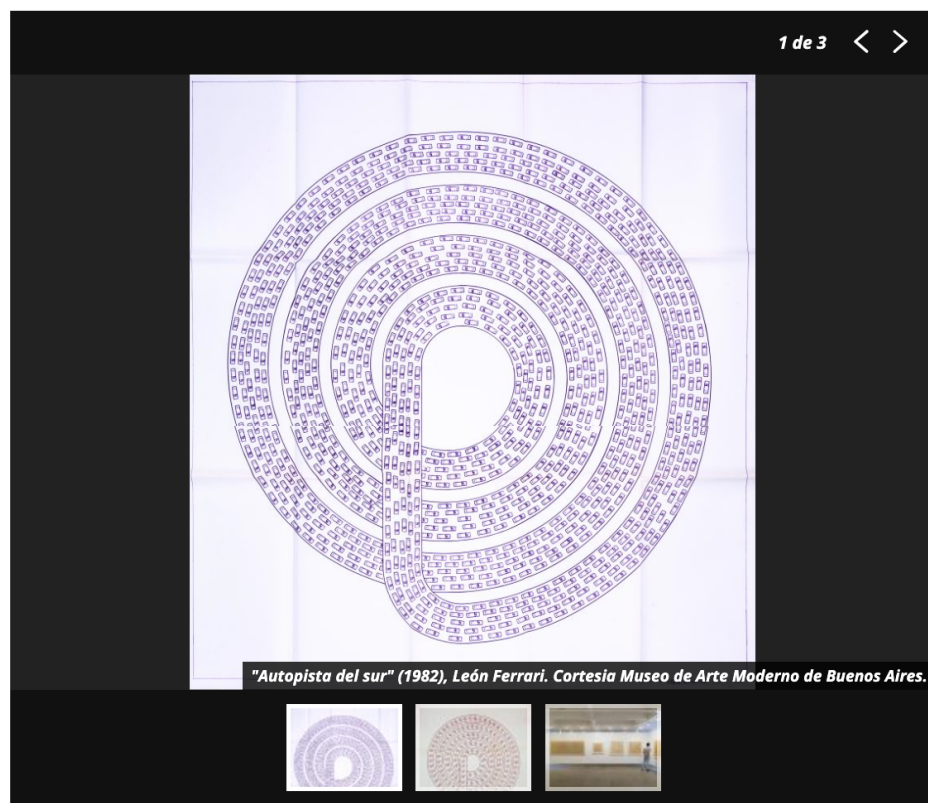 1 de 3
"Autopista del sur" (1982), León Ferrari. Cortesia Museo de Arte Moderno de Buenos Aires.